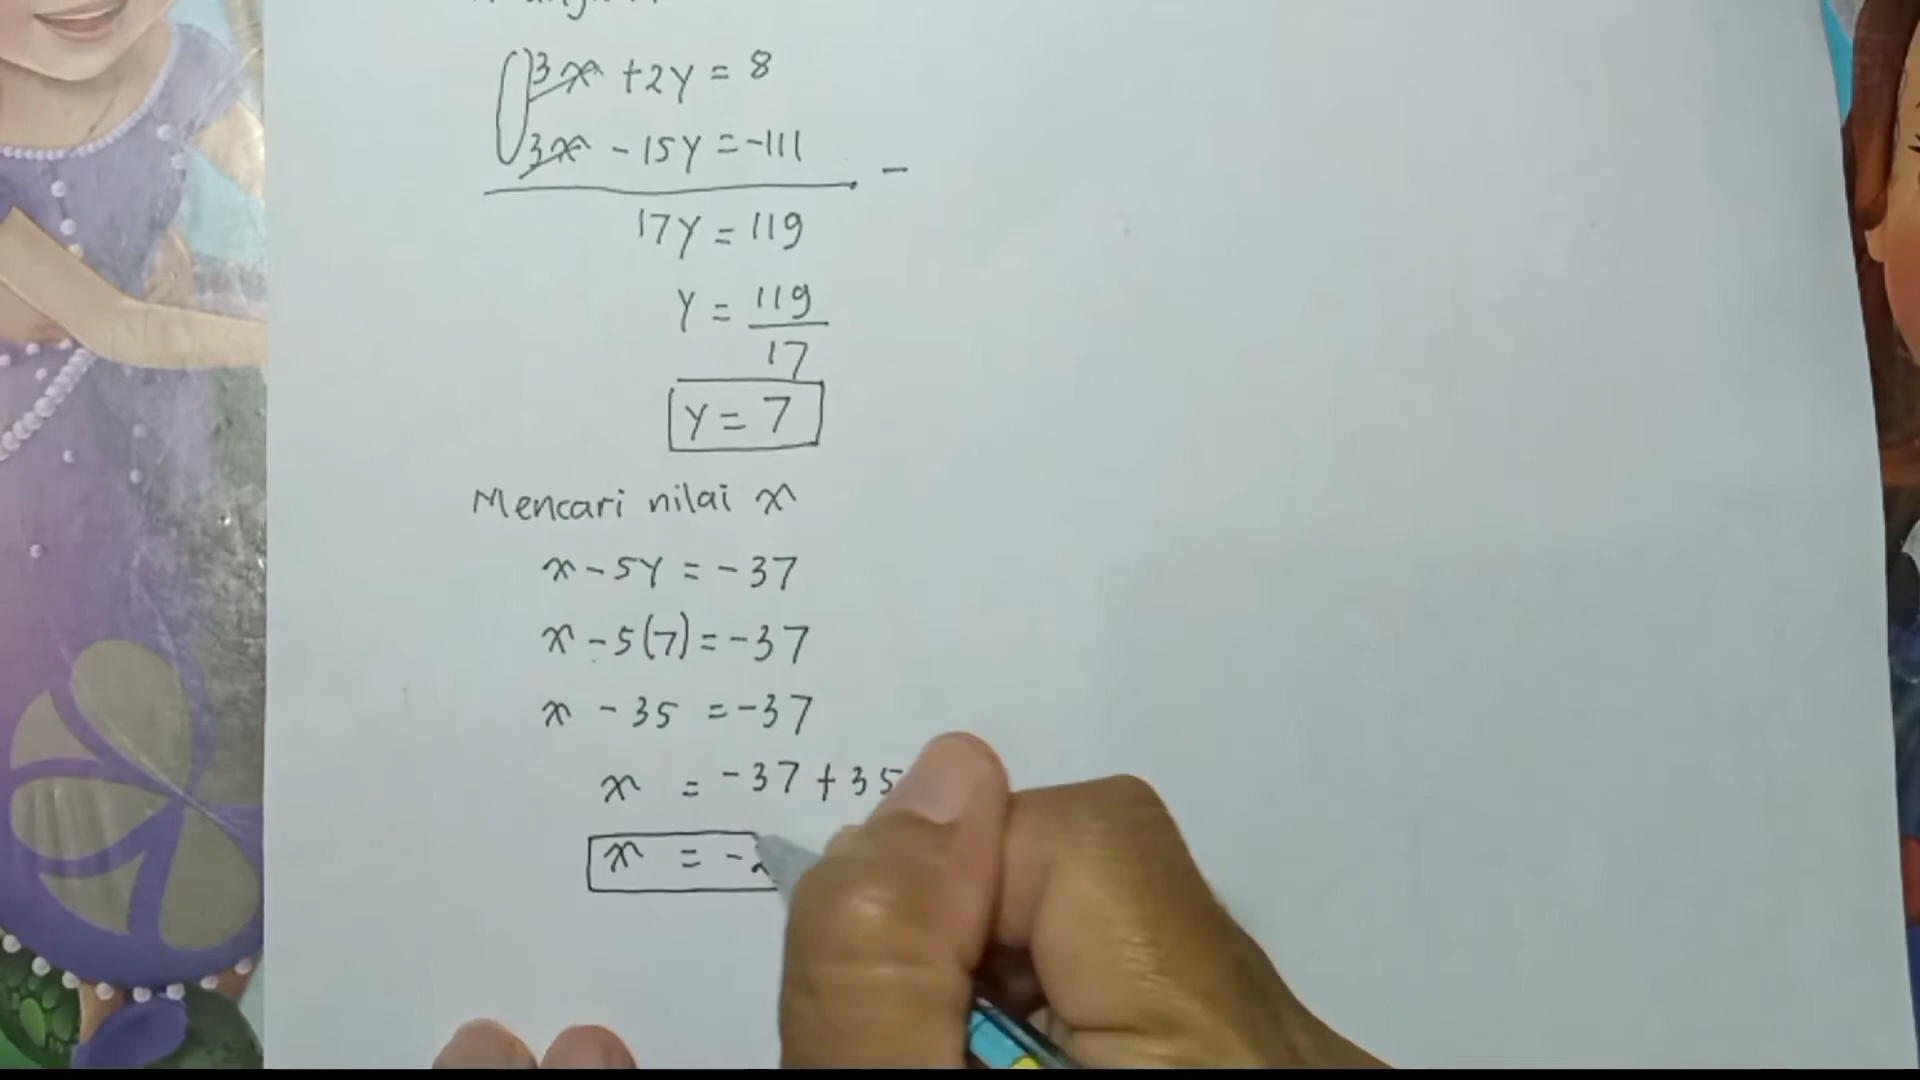 3x + 2y = 8
3x - 15y = -111
-
17y = 119
y = 119/17
y = 7
Mencari nilai x
x - 5y = -37
x - 5(7) = -37
x - 35 = -37
x = -37 + 35
x = -2